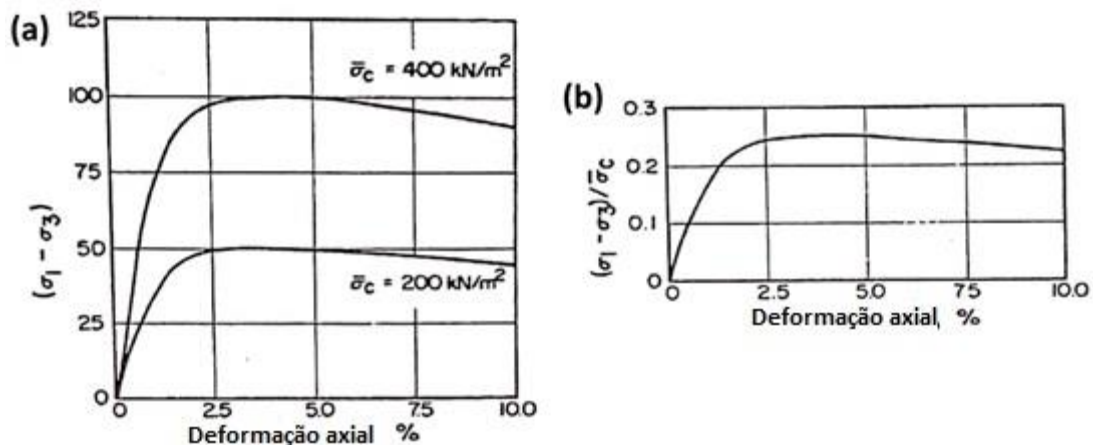 (a)
(σ₁ - σ₃)
125
100
75
50
25
0
σ̅c = 400 kN/m²
σ̅c = 200 kN/m²
0 2.5 5.0 7.5 10.0
Deformação axial %
(b)
(σ₁ - σ₃)/σ̅c
0.3
0.2
0.1
0
0 2.5 5.0 7.5 10.0
Deformação axial, %